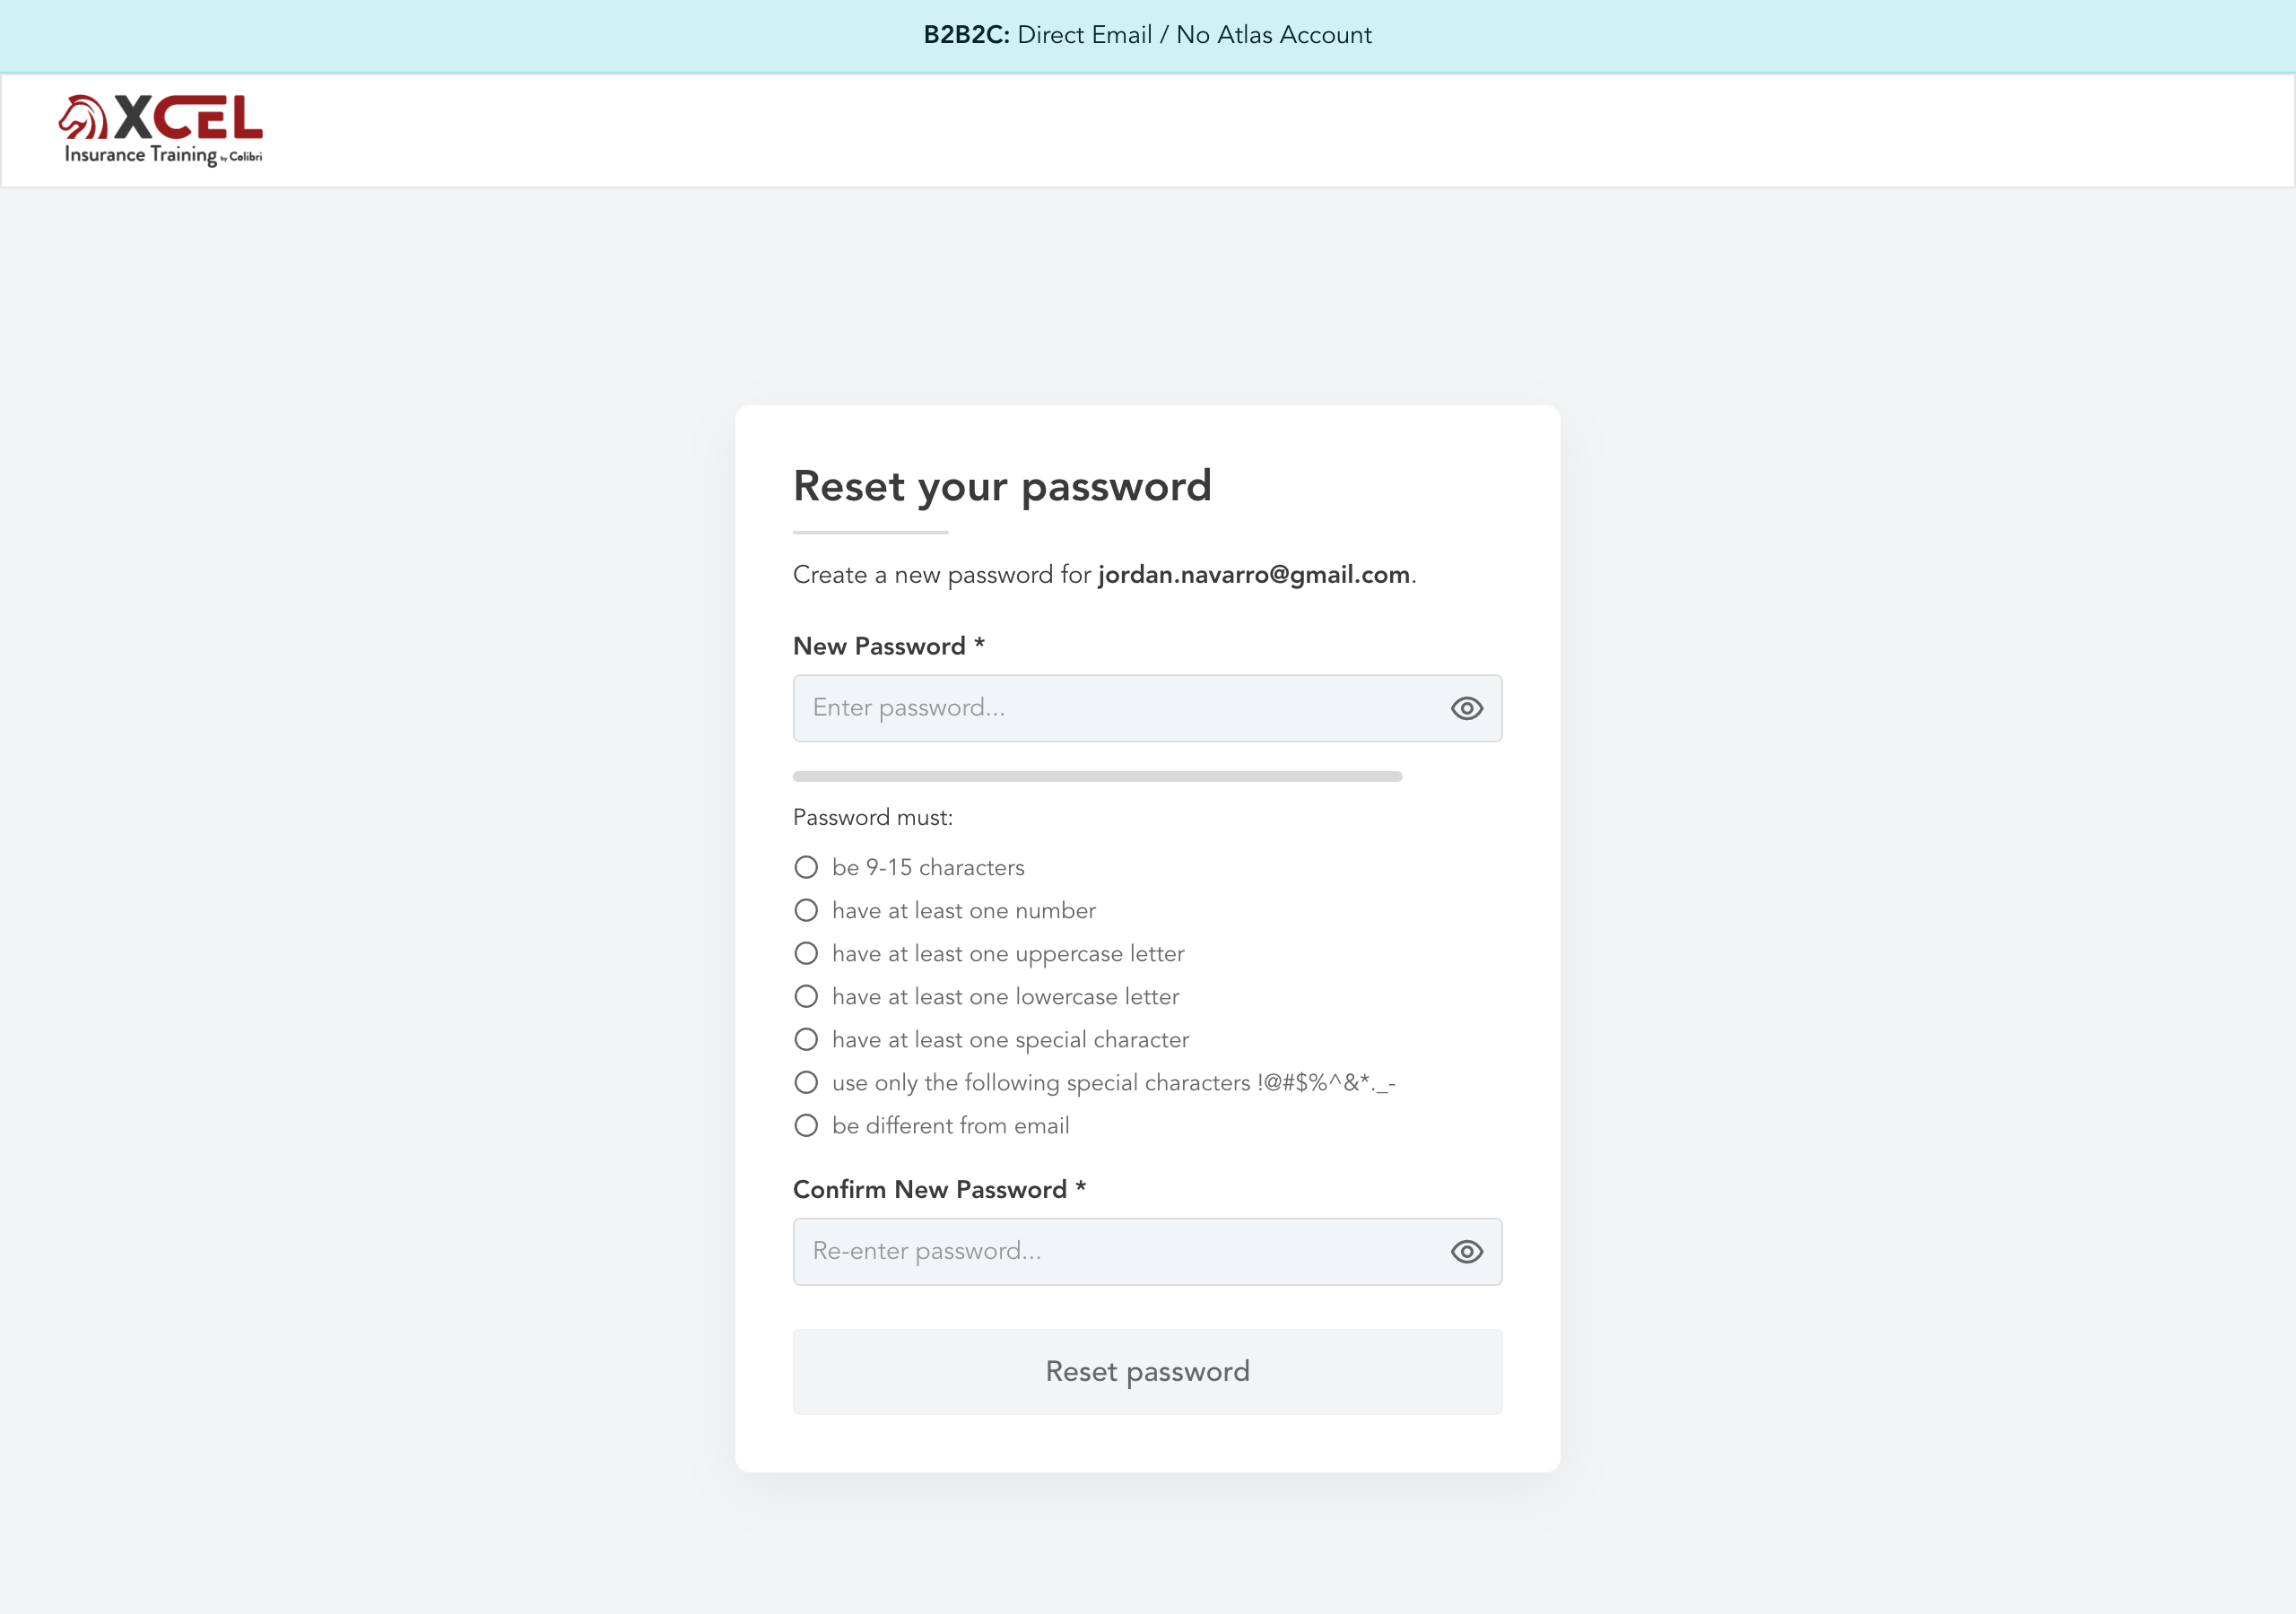 B2B2C: Direct Email / No Atlas Account
XCEL
Insurance Training by Colibri
Reset your password
Create a new password for jordan.navarro@gmail.com.
New Password *
Enter password...
Password must:
be 9-15 characters
have at least one number
have at least one uppercase letter
have at least one lowercase letter
have at least one special character
use only the following special characters !@#$%^&*._-
be different from email
Confirm New Password *
Re-enter password...
Reset password